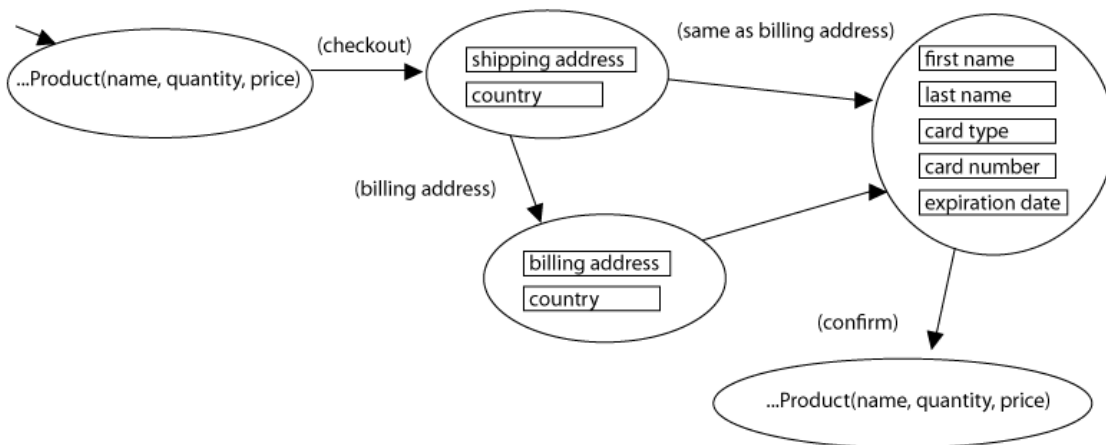 ...Product(name, quantity, price)
(checkout)
shipping address
country
(same as billing address)
first name
last name
card type
card number
expiration date
(billing address)
billing address
country
(confirm)
...Product(name, quantity, price)